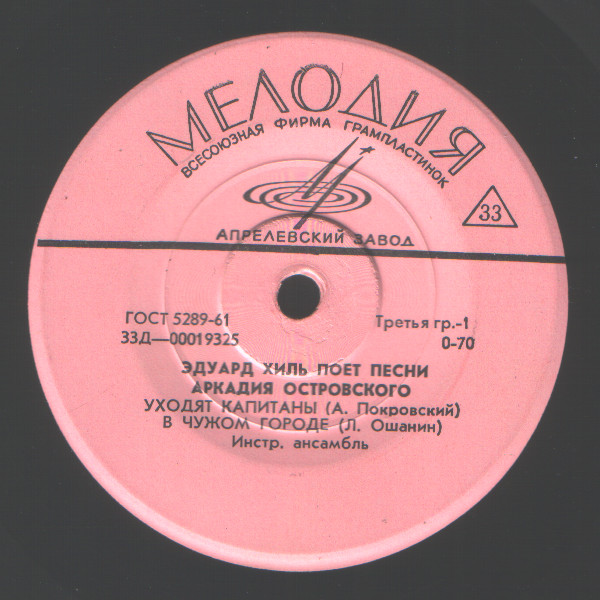 МЕЛОДИЯ
ВСЕСОЮЗНАЯ ФИРМА ГРАМПЛАСТИНОК
33
АПРЕЛЕВСКИЙ ЗАВОД
ГОСТ 5289-61
Третья гр.-1
33Д—00019325
0-70
ЭДУАРД ХИЛЬ ПОЕТ ПЕСНИ
АРКАДИЯ ОСТРОВСКОГО
УХОДЯТ КАПИТАНЫ (А. Покровский)
В ЧУЖОМ ГОРОДЕ (Л. Ошанин)
Инстр. ансамбль